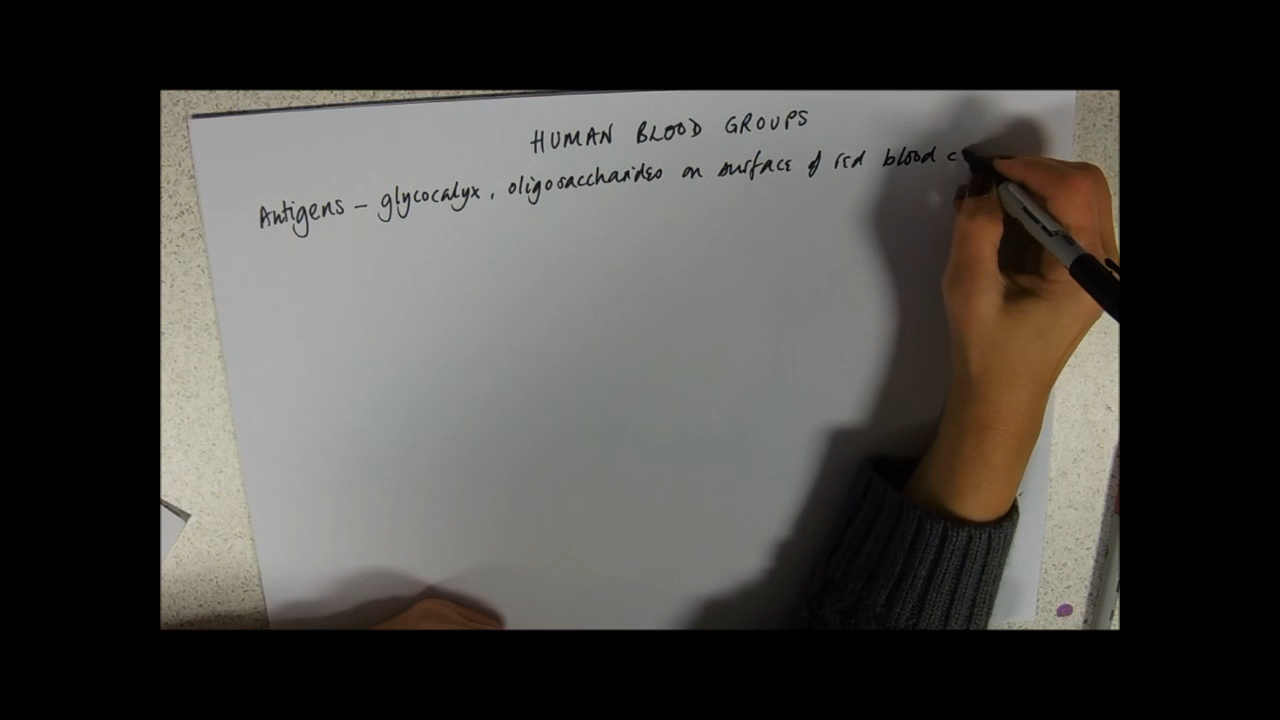 HUMAN BLOOD GROUPS
Antigens - glycocalyx, oligosaccharides on surface of red blood c